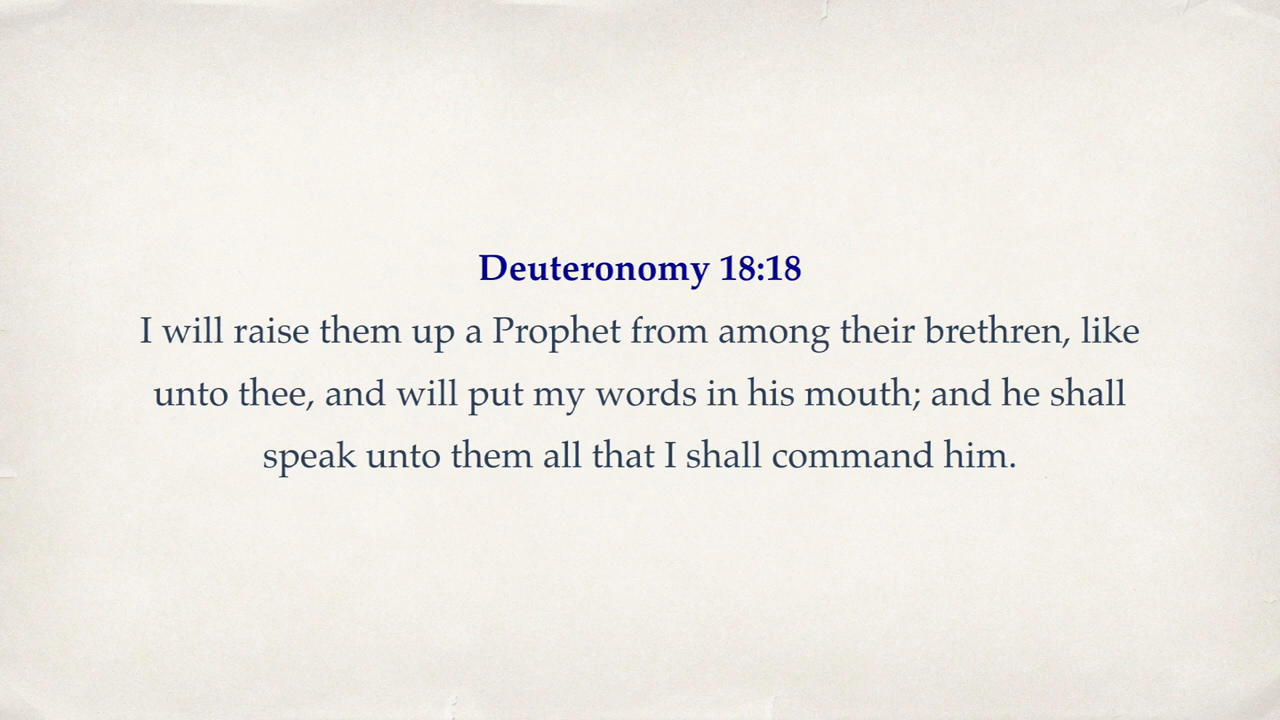 Deuteronomy 18:18
I will raise them up a Prophet from among their brethren, like
unto thee, and will put my words in his mouth; and he shall
speak unto them all that I shall command him.